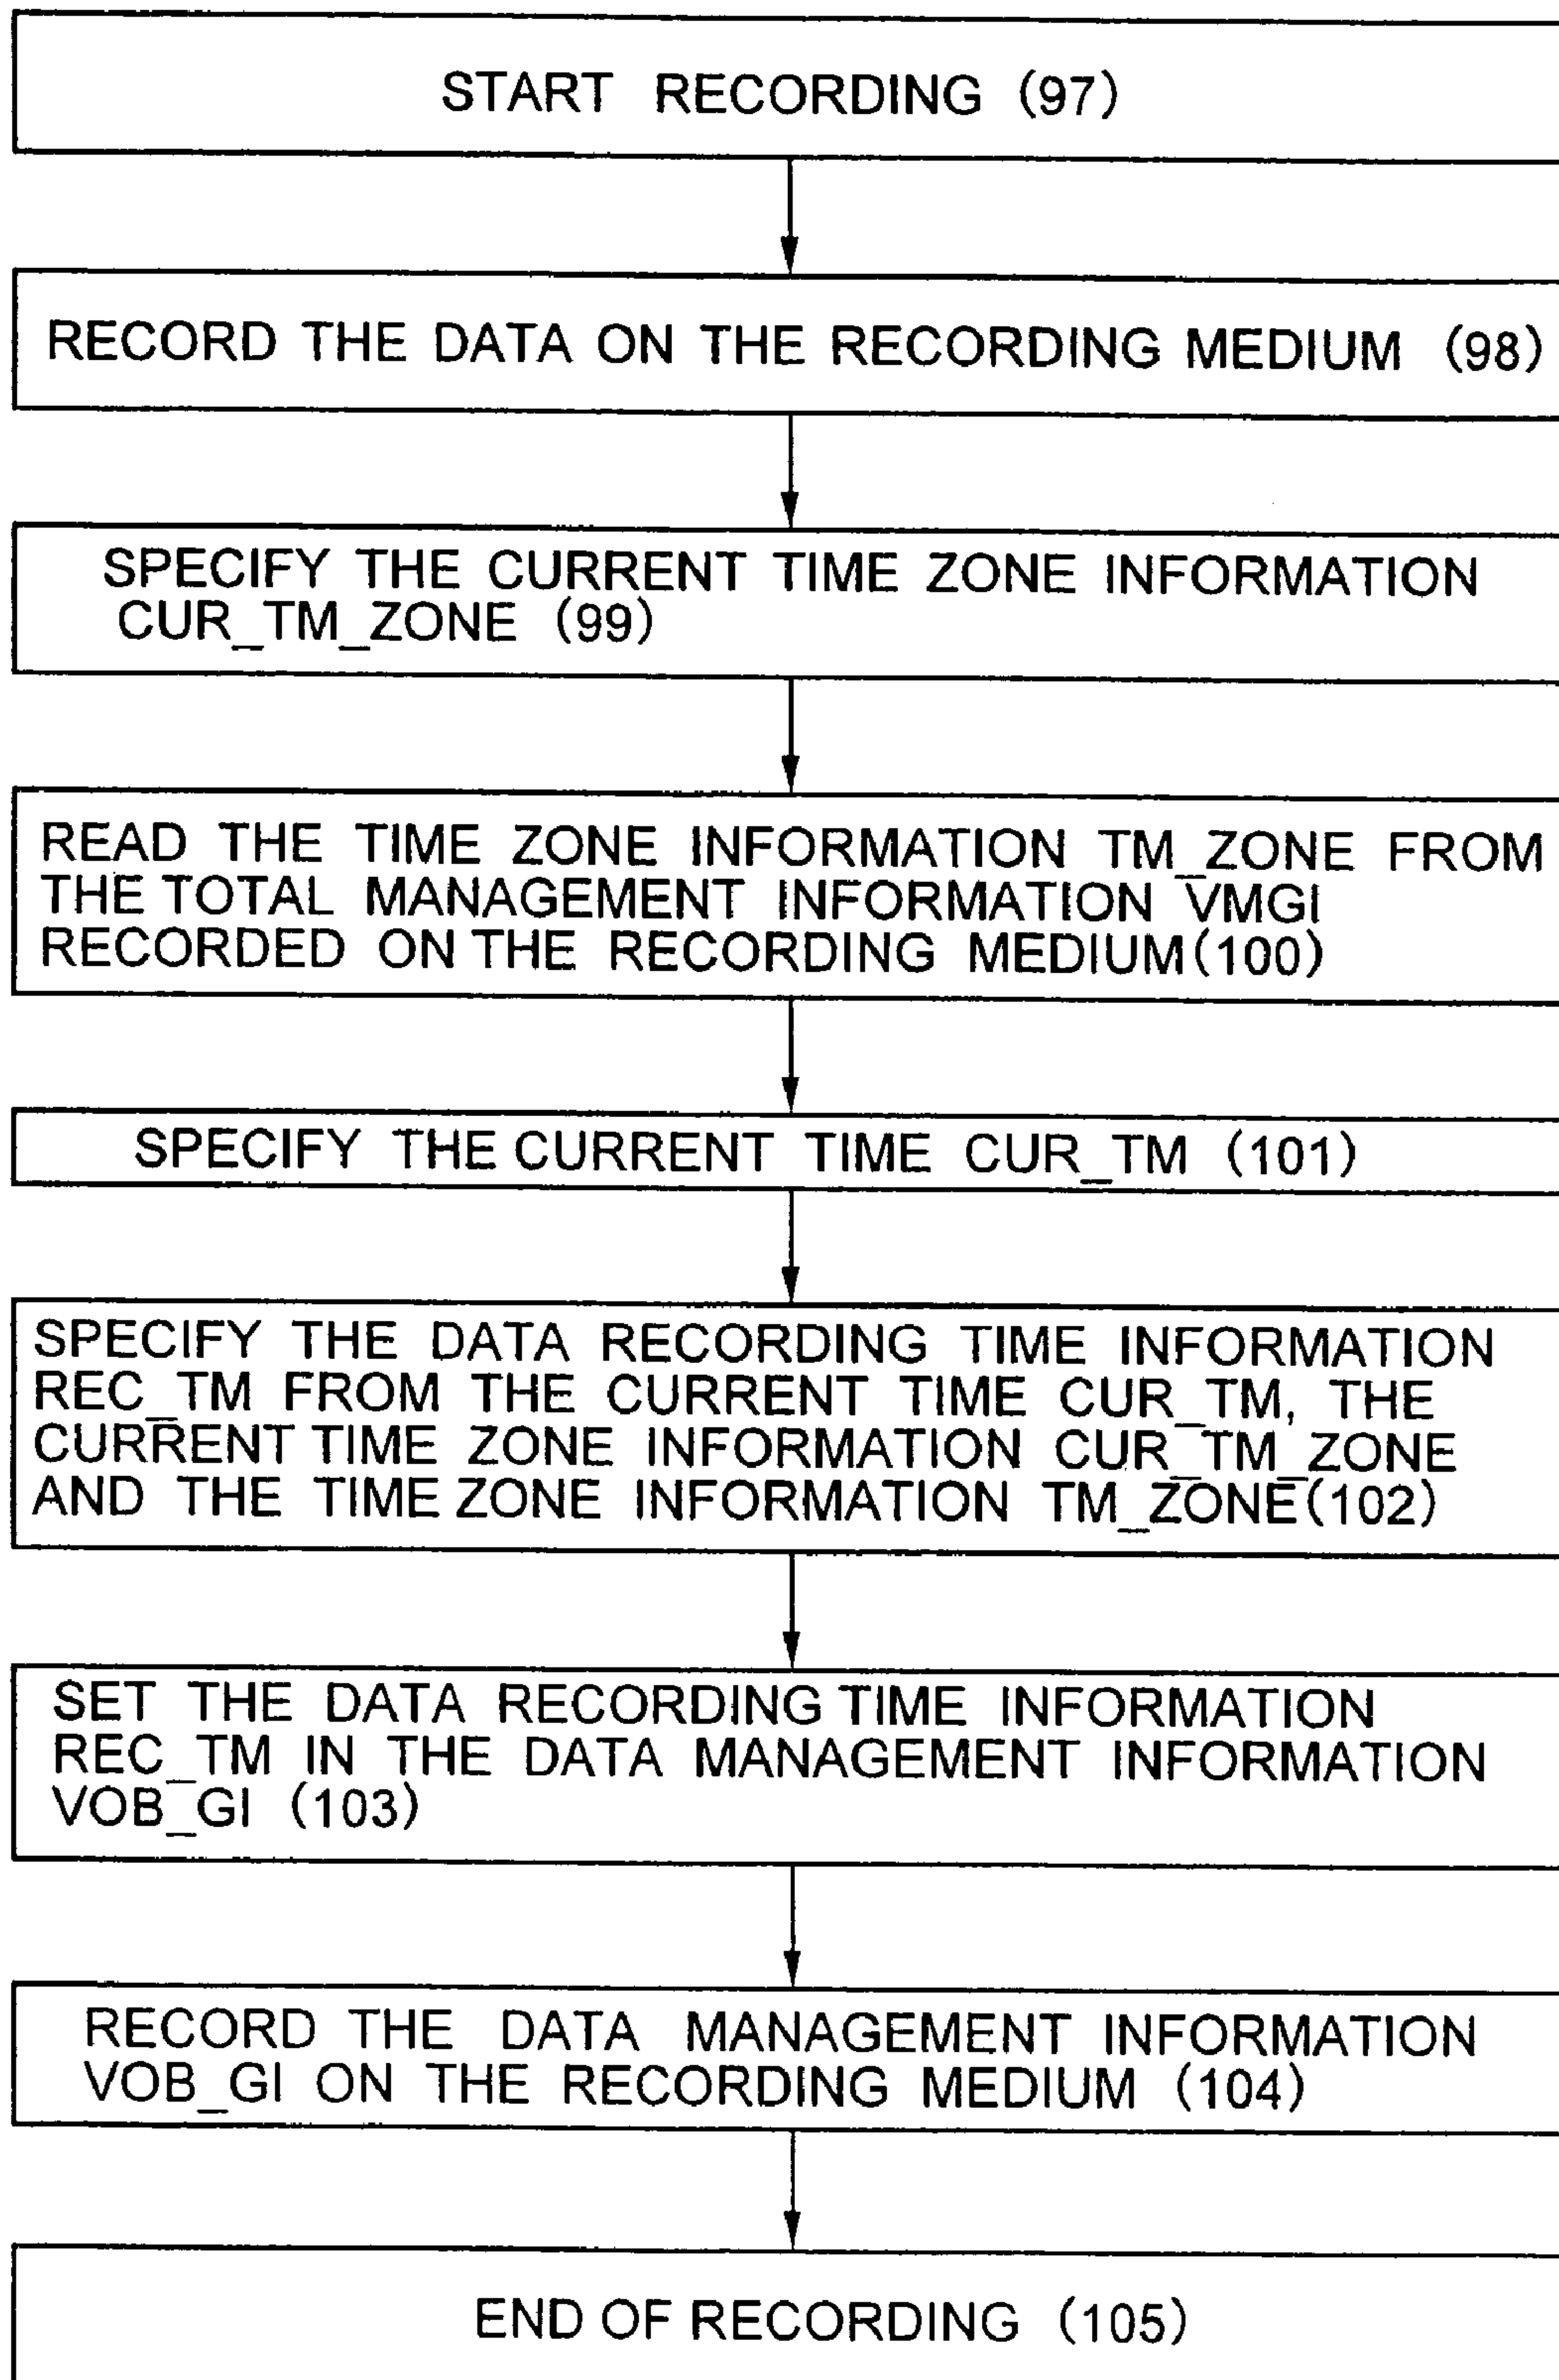 START RECORDING (97)
RECORD THE DATA ON THE RECORDING MEDIUM (98)
SPECIFY THE CURRENT TIME ZONE INFORMATION
CUR_TM_ZONE (99)
READ THE TIME ZONE INFORMATION TM_ZONE FROM
THE TOTAL MANAGEMENT INFORMATION VMGI
RECORDED ON THE RECORDING MEDIUM(100)
SPECIFY THE CURRENT TIME CUR_TM (101)
SPECIFY THE DATA RECORDING TIME INFORMATION
REC_TM FROM THE CURRENT TIME CUR_TM, THE
CURRENT TIME ZONE INFORMATION CUR_TM_ZONE
AND THE TIME ZONE INFORMATION TM_ZONE(102)
SET THE DATA RECORDING TIME INFORMATION
REC_TM IN THE DATA MANAGEMENT INFORMATION
VOB_GI (103)
RECORD THE DATA MANAGEMENT INFORMATION
VOB_GI ON THE RECORDING MEDIUM (104)
END OF RECORDING (105)